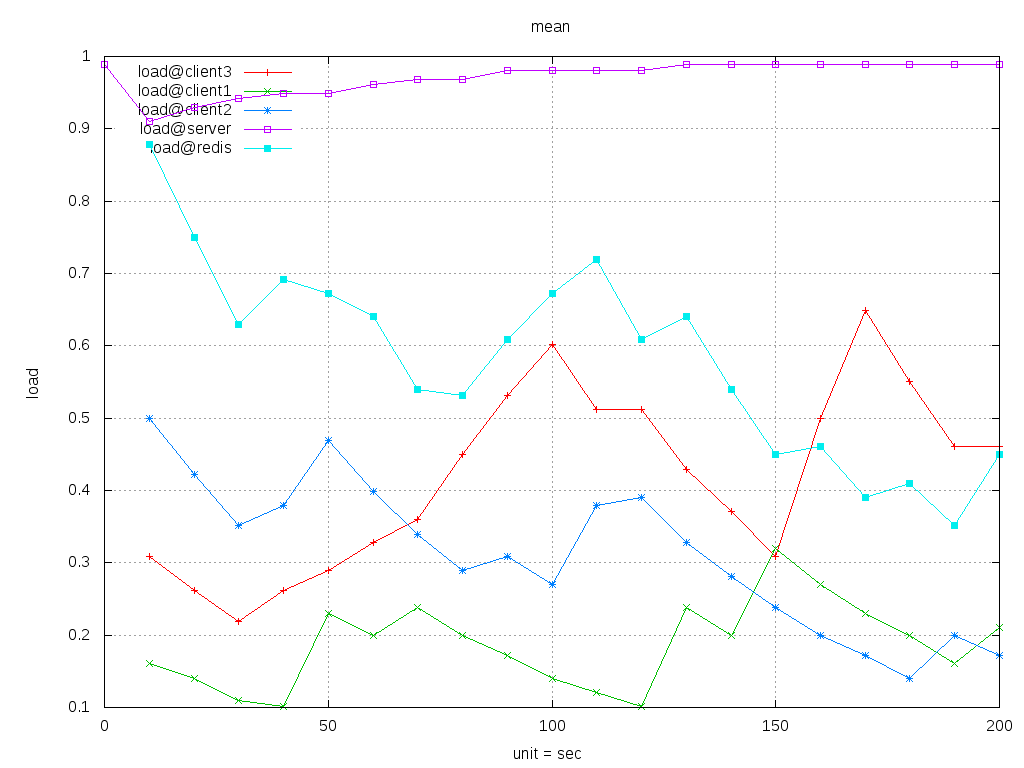 mean
1
0.9
0.8
0.7
0.6
0.5
0.4
0.3
0.2
0.1
load
load@client3
load@client1
load@client2
load@server
load@redis
0 50 100 150 200
unit = sec